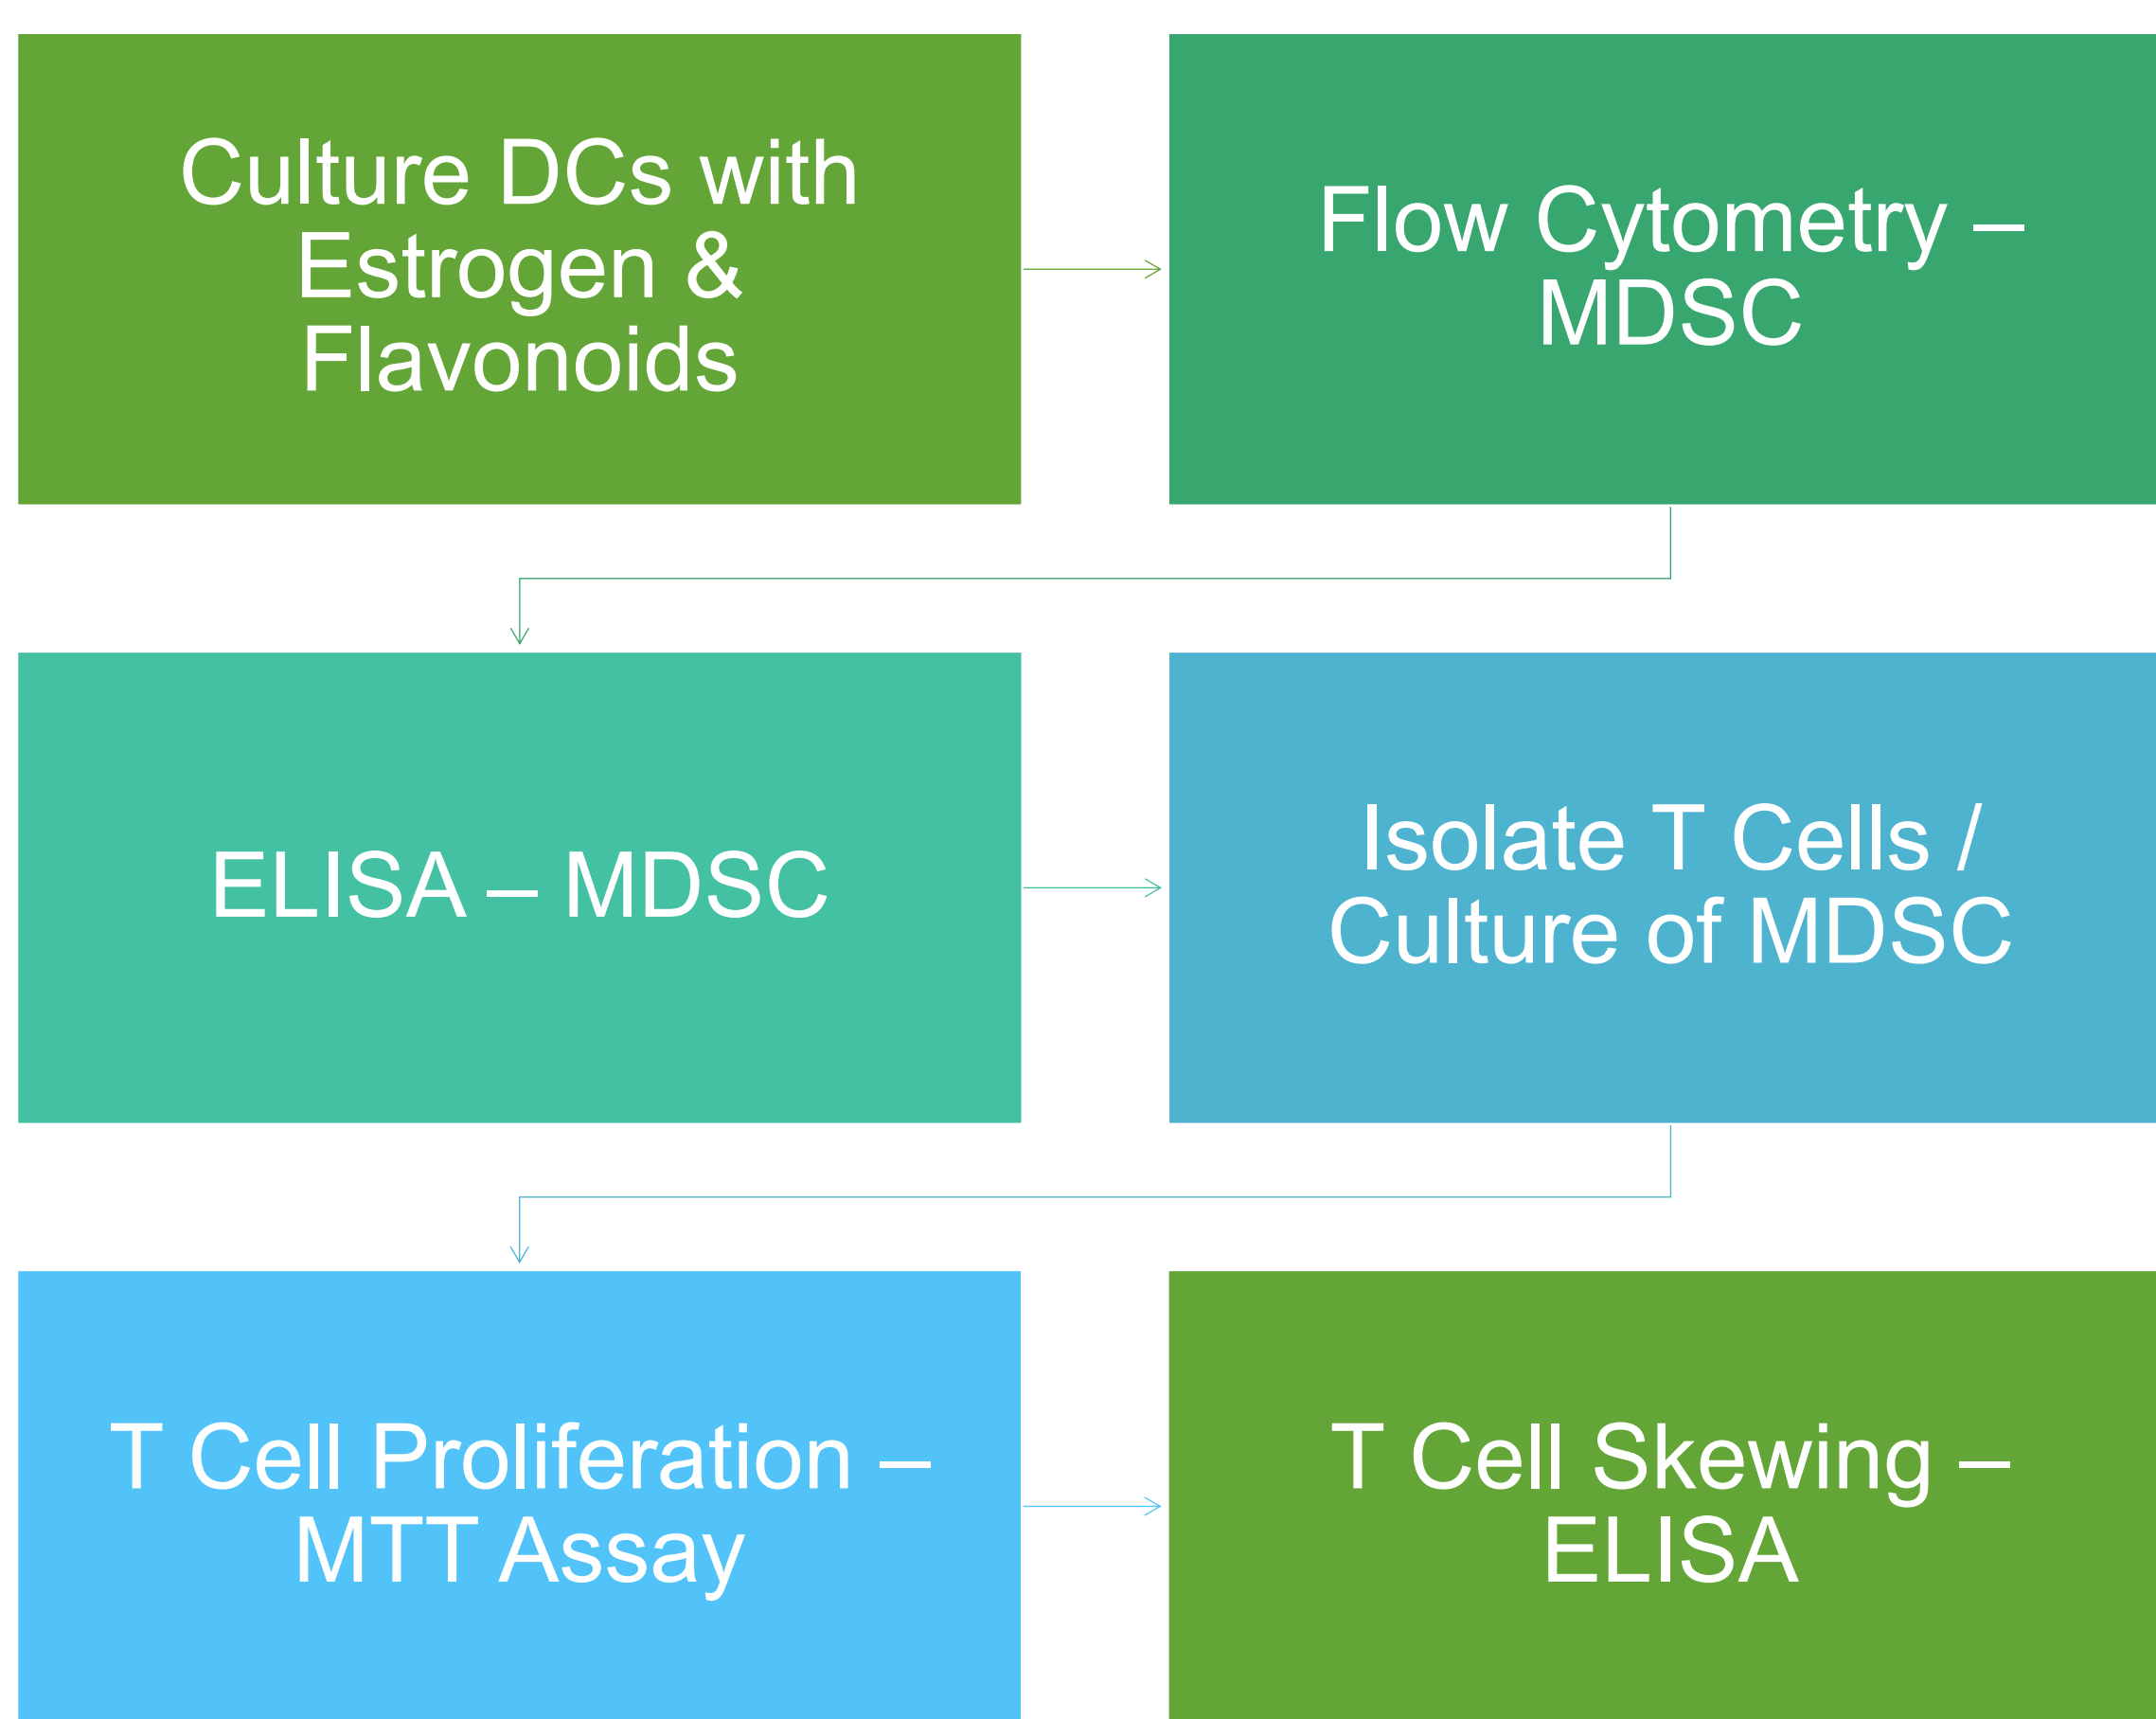 Culture DCs with
Estrogen &
Flavonoids
Flow Cytometry –
MDSC
ELISA – MDSC
Isolate T Cells /
Culture of MDSC
T Cell Proliferation –
MTT Assay
T Cell Skewing –
ELISA